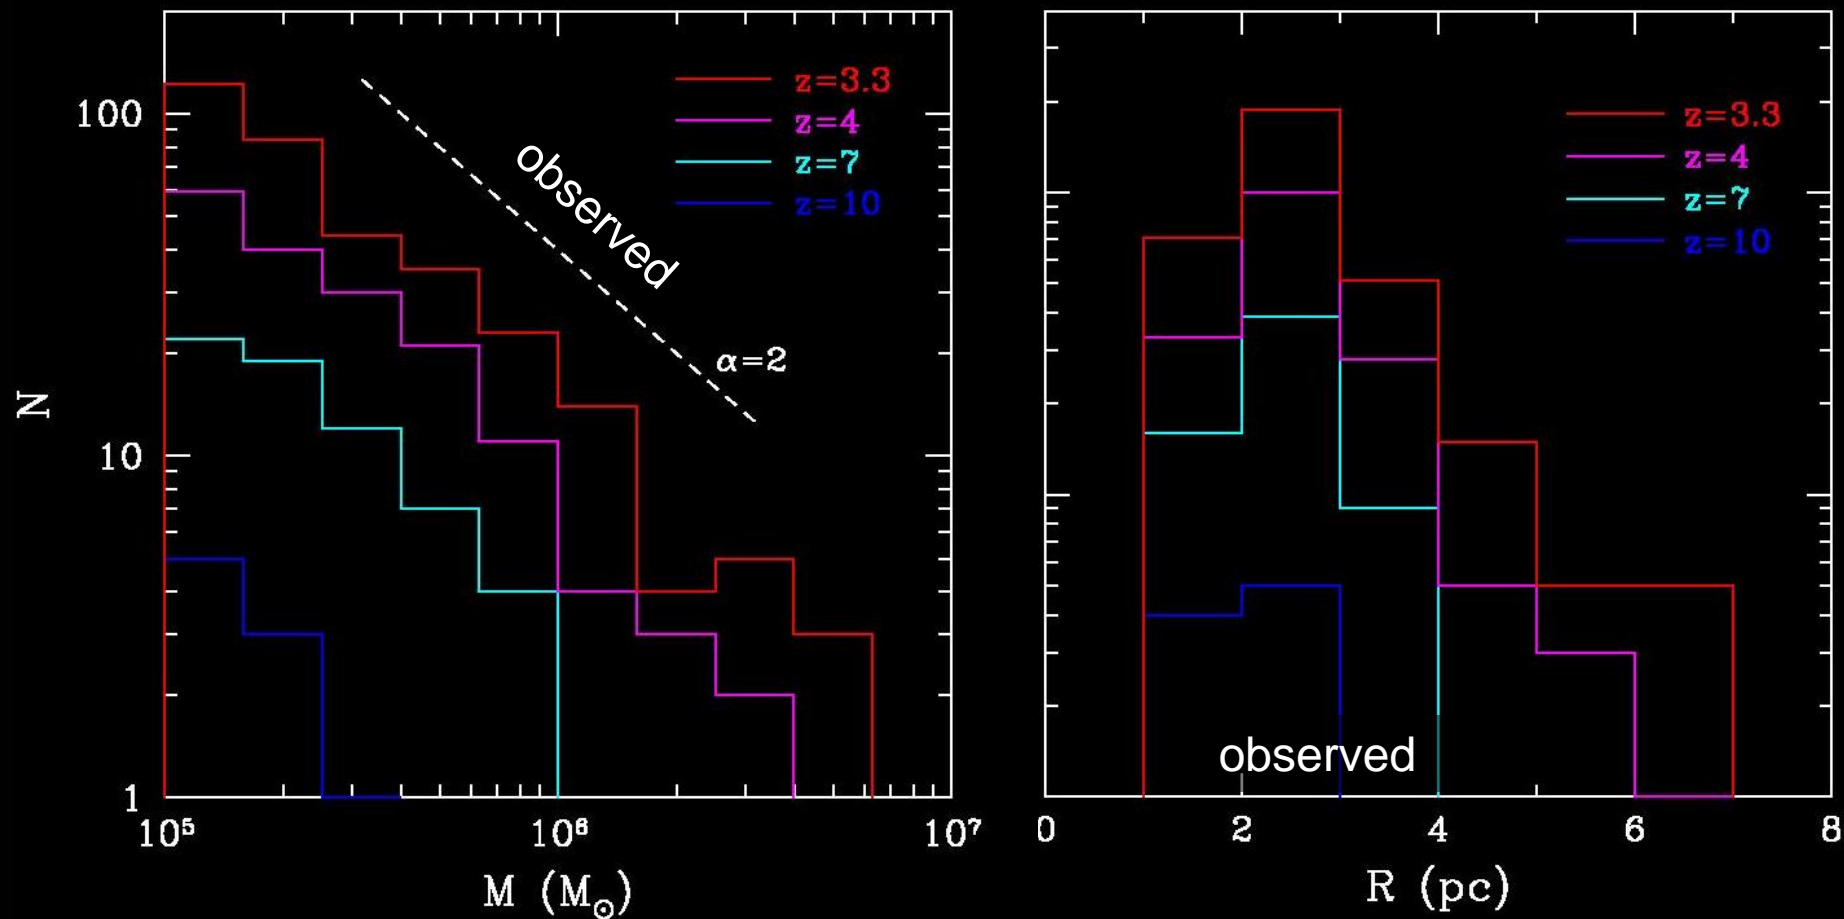 z=3.3
z=4
z=7
z=10
observed
α=2
N
100
10
1
10⁵
10⁶
10⁷
M (M☉)
z=3.3
z=4
z=7
z=10
observed
0
2
4
6
8
R (pc)